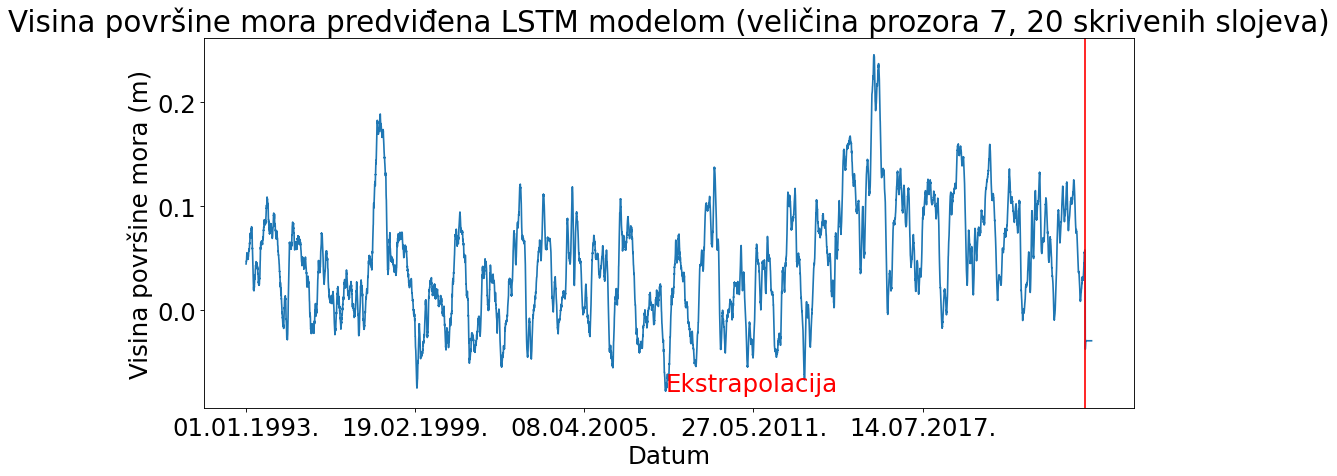 Visina površine mora predviđena LSTM modelom (veličina prozora 7, 20 skrivenih slojeva)
Visina površine mora (m)
0.2
0.1
0.0
Ekstrapolacija
01.01.1993. 19.02.1999. 08.04.2005. 27.05.2011. 14.07.2017.
Datum